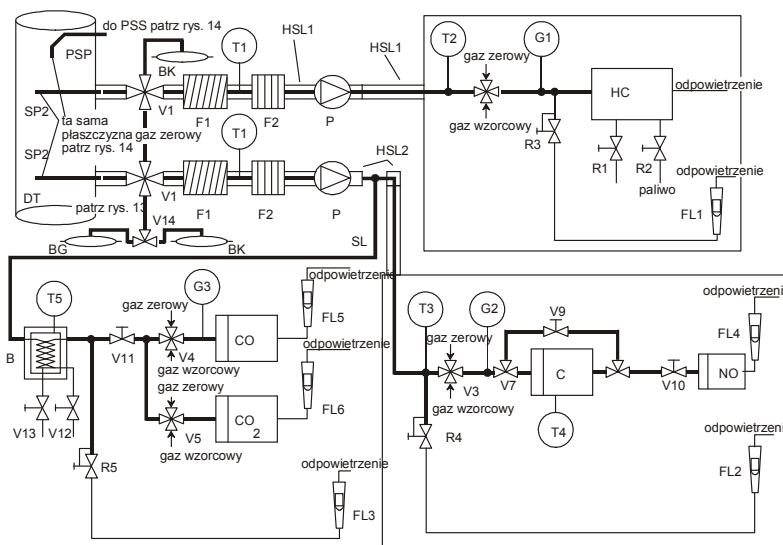 do PSS patrz rys. 14
PSP
BK
V1
T1
HSL1
HSL1
F1
F2
P
T2
gaz zerowy
gaz wzorcowy
G1
HC
odpowietrzenie
R3
R1
R2
paliwo
odpowietrzenie
FL1
SP2
ta sama
płaszczyzna
patrz rys. 14
gaz zerowy
SP2
T1
HSL2
DT
patrz rys. 13
V1
F1
F2
P
V14
BG
BK
SL
T5
gaz zerowy
G3
odpowietrzenie
FL5
B
V11
V4
CO
gaz wzorcowy
gaz zerowy
odpowietrzenie
FL6
V13
V12
V5
CO
2
gaz wzorcowy
R5
odpowietrzenie
FL3
T3
gaz zerowy
G2
V9
odpowietrzenie
FL4
V3
V7
C
V10
NO
gaz wzorcowy
R4
T4
odpowietrzenie
FL2